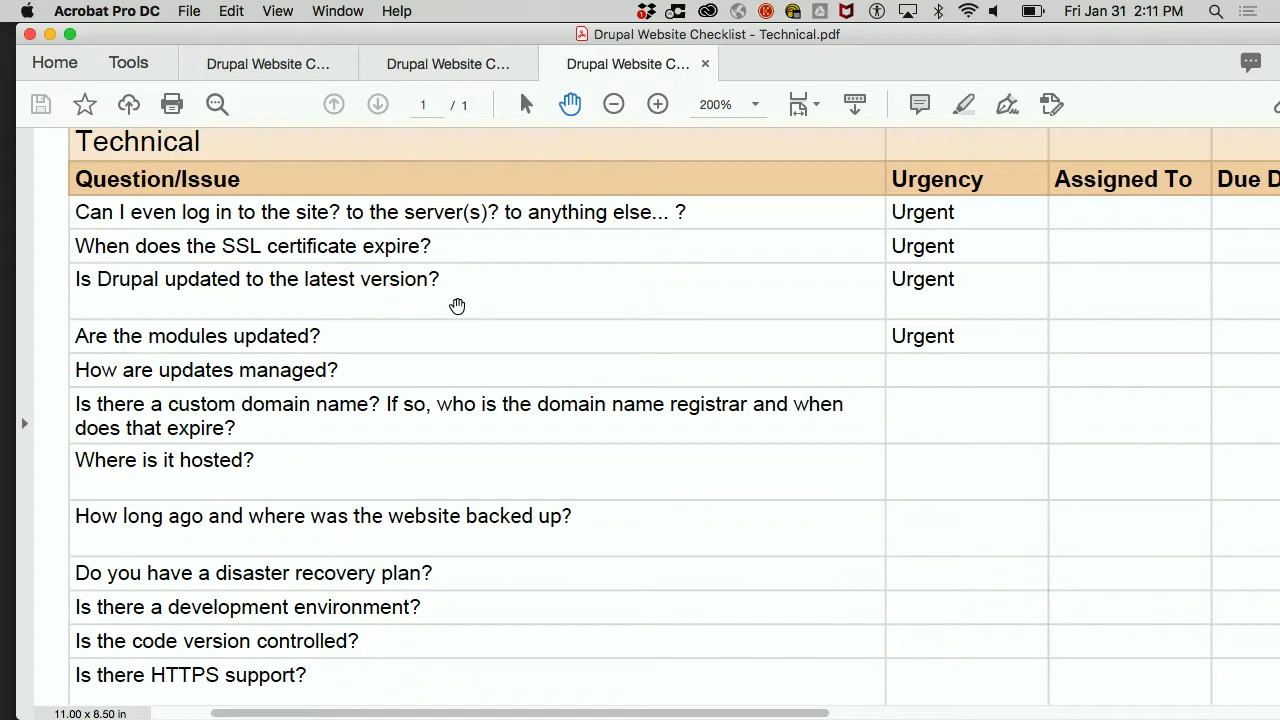 Acrobat Pro DC File Edit View Window Help Fri Jan 31 2:11 PM
Drupal Website Checklist - Technical.pdf
Home Tools Drupal Website C... Drupal Website C... Drupal Website C... ×
1 / 1 200%
Technical
Question/Issue Urgency Assigned To Due D
Can I even log in to the site? to the server(s)? to anything else... ? Urgent
When does the SSL certificate expire? Urgent
Is Drupal updated to the latest version? Urgent
Are the modules updated? Urgent
How are updates managed?
Is there a custom domain name? If so, who is the domain name registrar and when
does that expire?
Where is it hosted?
How long ago and where was the website backed up?
Do you have a disaster recovery plan?
Is there a development environment?
Is the code version controlled?
Is there HTTPS support?
11.00 x 8.50 in